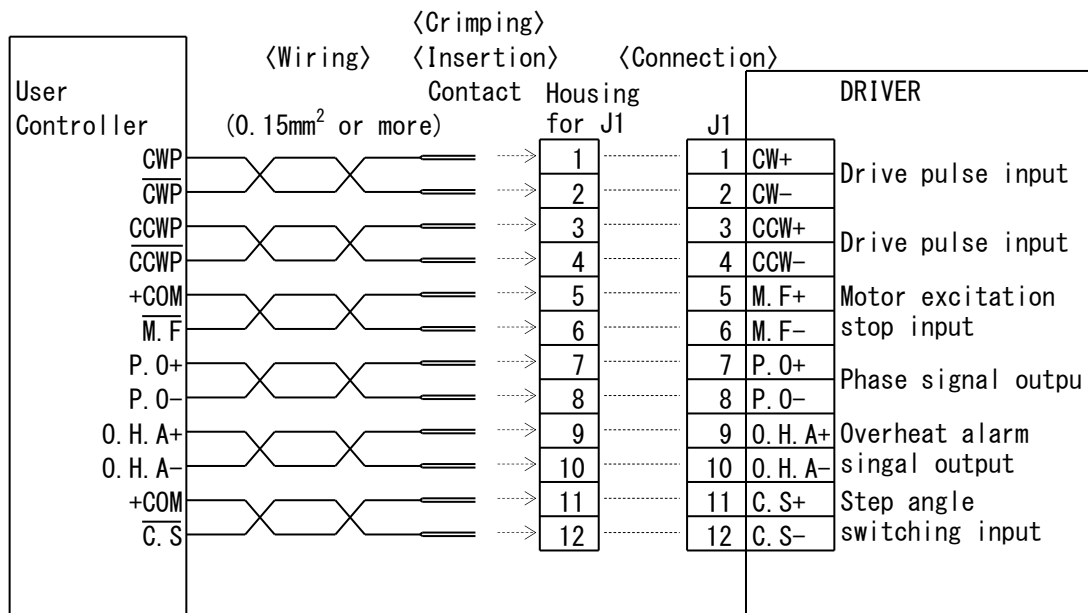 〈Crimping〉
〈Wiring〉 〈Insertion〉 〈Connection〉
User Contact Housing DRIVER
Controller (0.15mm² or more) for J1 J1
CWP 1 1 CW+
Drive pulse input
C̅W̅P̅ 2 2 CW−
CCWP 3 3 CCW+
Drive pulse input
C̅C̅W̅P̅ 4 4 CCW−
+COM 5 5 M.F+ Motor excitation
M̅.̅F̅ 6 6 M.F− stop input
P.O+ 7 7 P.O+
Phase signal outpu
P.O− 8 8 P.O−
O.H.A+ 9 9 O.H.A+ Overheat alarm
O.H.A− 10 10 O.H.A− singal output
+COM 11 11 C.S+ Step angle
C̅.̅S̅ 12 12 C.S− switching input